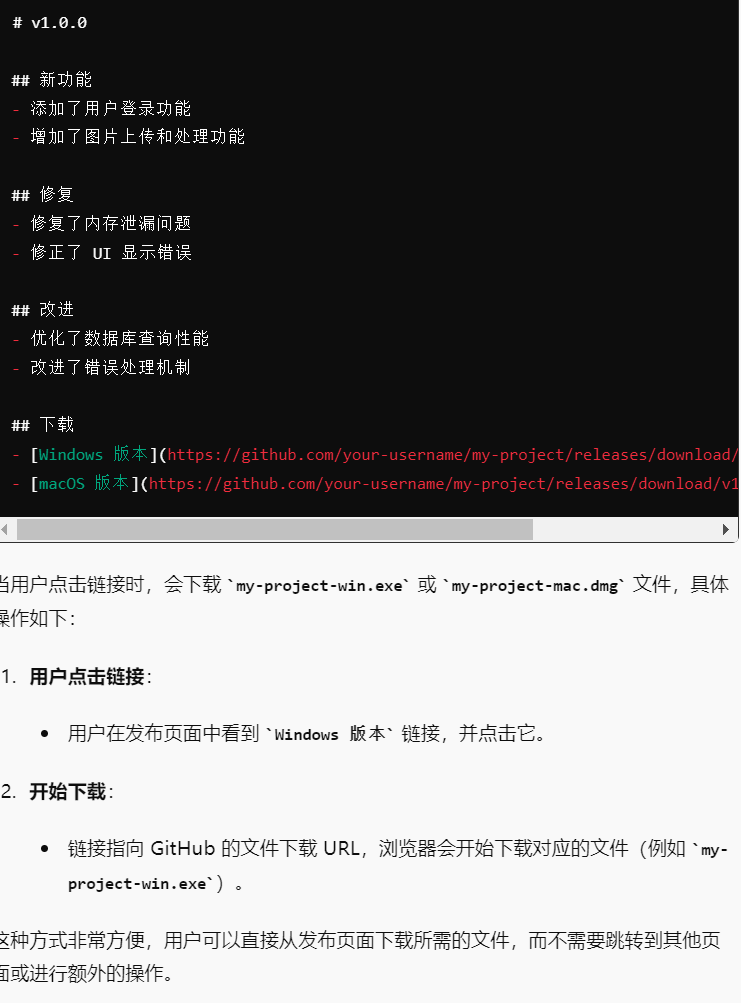 # v1.0.0
## 新功能
- 添加了用户登录功能
- 增加了图片上传和处理功能
## 修复
- 修复了内存泄漏问题
- 修正了 UI 显示错误
## 改进
- 优化了数据库查询性能
- 改进了错误处理机制
## 下载
- [Windows 版本](https://github.com/your-username/my-project/releases/download/
- [macOS 版本](https://github.com/your-username/my-project/releases/download/v1
当用户点击链接时，会下载 `my-project-win.exe` 或 `my-project-mac.dmg` 文件，具体
操作如下：
1. 用户点击链接：
• 用户在发布页面中看到 `Windows 版本` 链接，并点击它。
2. 开始下载：
• 链接指向 GitHub 的文件下载 URL，浏览器会开始下载对应的文件（例如 `my-
project-win.exe`）。
这种方式非常方便，用户可以直接从发布页面下载所需的文件，而不需要跳转到其他页
面或进行额外的操作。